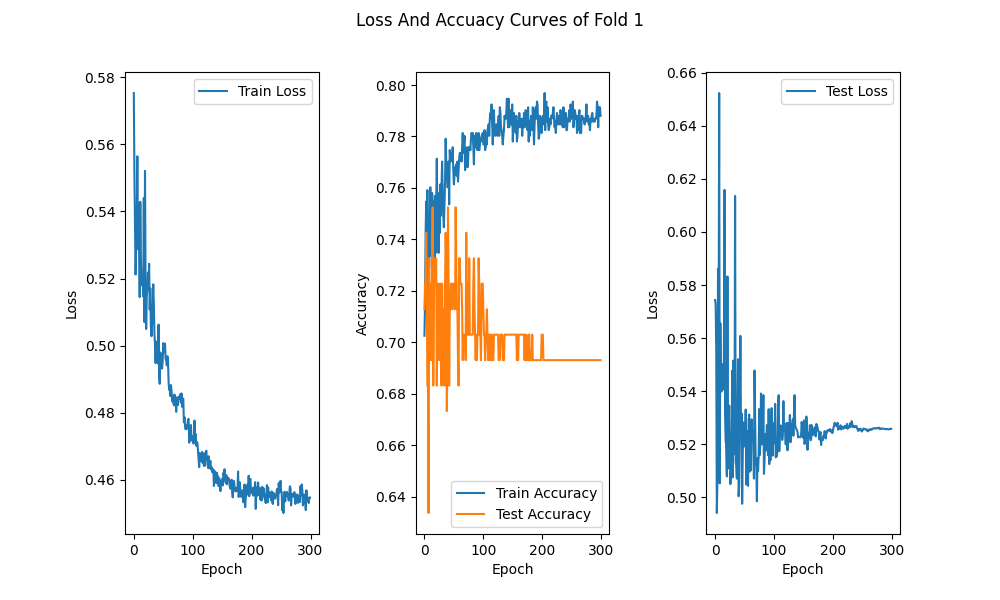 Loss And Accuacy Curves of Fold 1
Train Loss
0.58
0.56
0.54
0.52
0.50
0.48
0.46
Loss
0 100 200 300
Epoch
0.80
0.78
0.76
0.74
0.72
0.70
0.68
0.66
0.64
Accuracy
Train Accuracy
Test Accuracy
0 100 200 300
Epoch
Test Loss
0.66
0.64
0.62
0.60
0.58
0.56
0.54
0.52
0.50
Loss
0 100 200 300
Epoch